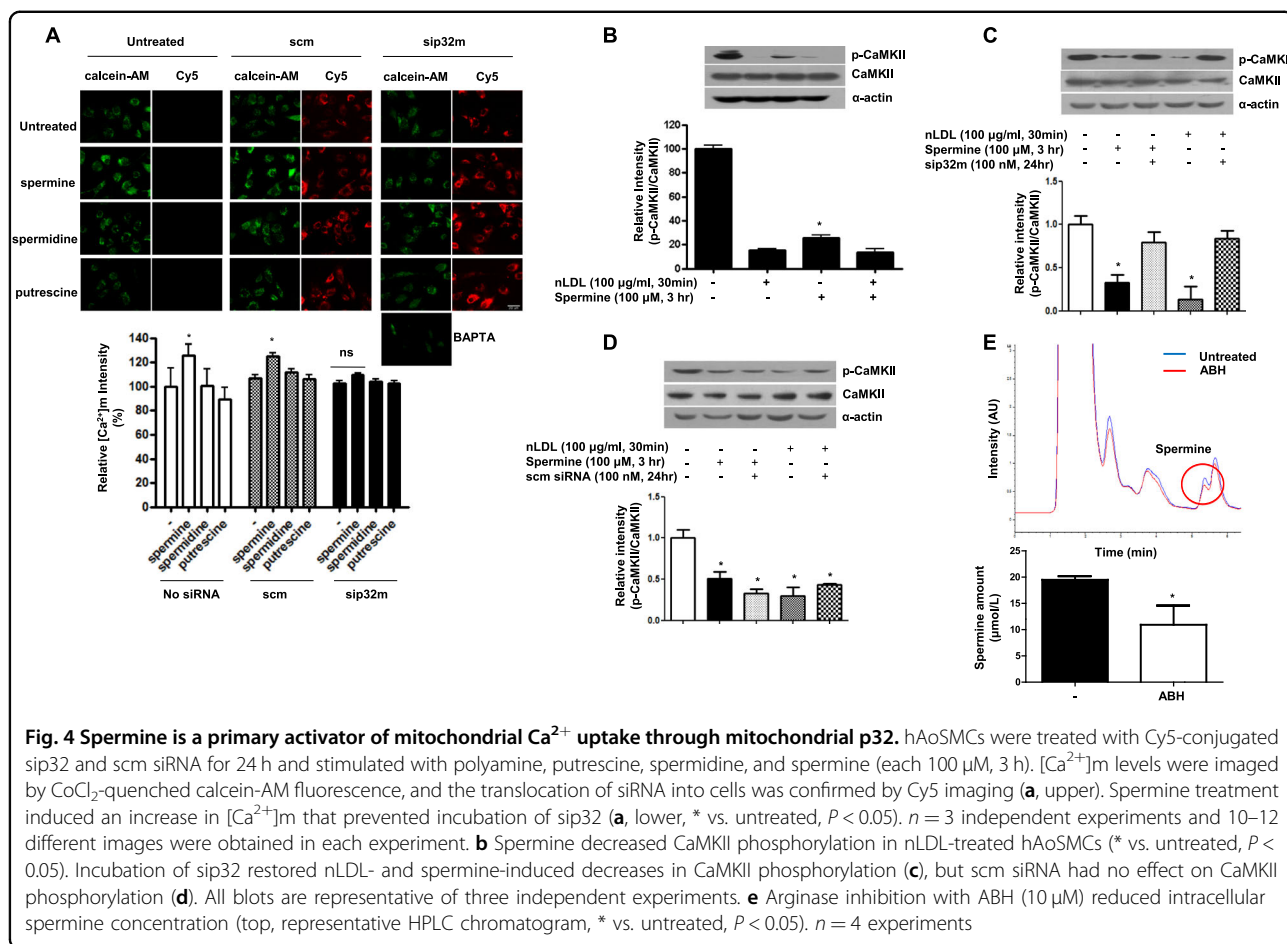 A
Untreated scm sip32m
calcein-AM Cy5 calcein-AM Cy5 calcein-AM Cy5
Untreated
spermine
spermidine
putrescine
BAPTA
Relative [Ca²⁺]m Intensity
(%)
140
120
100
80
60
40
20
0
* * ns
- spermine spermidine putrescine - spermine spermidine putrescine - spermine spermidine putrescine
No siRNA scm sip32m
B
p-CaMKII
CaMKII
α-actin
Relative Intensity
(p-CaMKII/CaMKII)
120
100
80
60
40
20
0
*
nLDL (100 µg/ml, 30min) - + - +
Spermine (100 µM, 3 hr) - - + +
C
p-CaMKI
CaMKII
α-actin
nLDL (100 µg/ml, 30min) - - - + +
Spermine (100 µM, 3 hr) - + + - -
sip32m (100 nM, 24hr) - - + - +
Relative intensity
(p-CaMKII/CaMKII)
1.5
1.0
0.5
0.0
* *
D
p-CaMKII
CaMKII
α-actin
nLDL (100 µg/ml, 30min) - - - + +
Spermine (100 µM, 3 hr) - + + - -
scm siRNA (100 nM, 24hr) - - + - +
Relative intensity
(p-CaMKII/CaMKII)
1.5
1.0
0.5
0.0
* * * *
E
Untreated
ABH
Spermine
Intensity (AU)
Time (min)
Spermine amount
(µmol/L)
25
20
15
10
5
0
*
- ABH
Fig. 4 Spermine is a primary activator of mitochondrial Ca²⁺ uptake through mitochondrial p32. hAoSMCs were treated with Cy5-conjugated
sip32 and scm siRNA for 24 h and stimulated with polyamine, putrescine, spermidine, and spermine (each 100 µM, 3 h). [Ca²⁺]m levels were imaged
by CoCl₂-quenched calcein-AM fluorescence, and the translocation of siRNA into cells was confirmed by Cy5 imaging (a, upper). Spermine treatment
induced an increase in [Ca²⁺]m that prevented incubation of sip32 (a, lower, * vs. untreated, P < 0.05). n = 3 independent experiments and 10–12
different images were obtained in each experiment. b Spermine decreased CaMKII phosphorylation in nLDL-treated hAoSMCs (* vs. untreated, P <
0.05). Incubation of sip32 restored nLDL- and spermine-induced decreases in CaMKII phosphorylation (c), but scm siRNA had no effect on CaMKII
phosphorylation (d). All blots are representative of three independent experiments. e Arginase inhibition with ABH (10 µM) reduced intracellular
spermine concentration (top, representative HPLC chromatogram, * vs. untreated, P < 0.05). n = 4 experiments